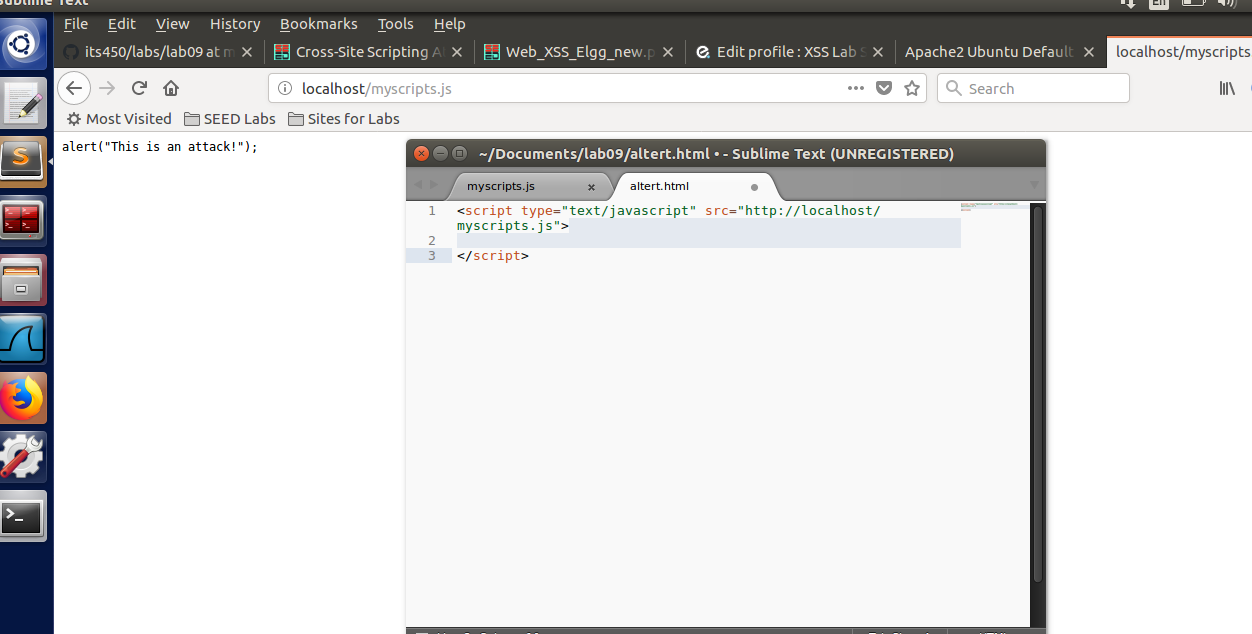 Sublime Text
En
File Edit View History Bookmarks Tools Help
its450/labs/lab09 at m
Cross-Site Scripting A
Web_XSS_Elgg_new.p
Edit profile : XSS Lab S
Apache2 Ubuntu Default
localhost/myscripts
localhost/myscripts.js
Search
Most Visited SEED Labs Sites for Labs
alert("This is an attack!");
~/Documents/lab09/altert.html • - Sublime Text (UNREGISTERED)
myscripts.js altert.html
1 <script type="text/javascript" src="http://localhost/
myscripts.js">
2
3 </script>